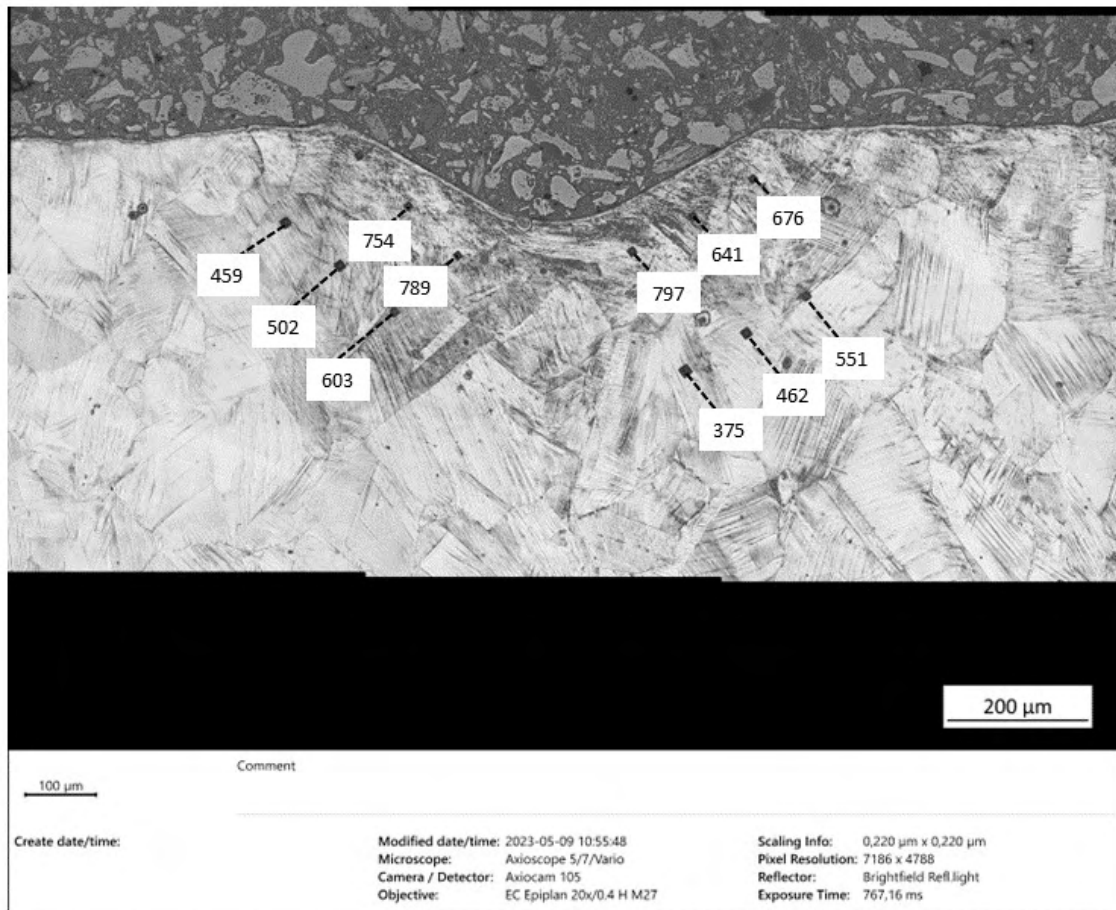 676
754
641
459
789
797
502
551
603
462
375
200 µm
Comment
100 µm
Create date/time:
Modified date/time: 2023-05-09 10:55:48
Microscope: Axioscope 5/7/Vario
Camera / Detector: Axiocam 105
Objective: EC Epiplan 20x/0.4 H M27
Scaling Info: 0,220 µm x 0,220 µm
Pixel Resolution: 7186 x 4788
Reflector: Brightfield Refl.light
Exposure Time: 767,16 ms